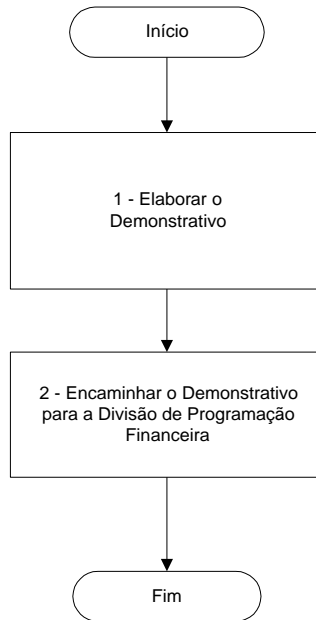 Início
1 - Elaborar o
Demonstrativo
2 - Encaminhar o Demonstrativo
para a Divisão de Programação
Financeira
Fim